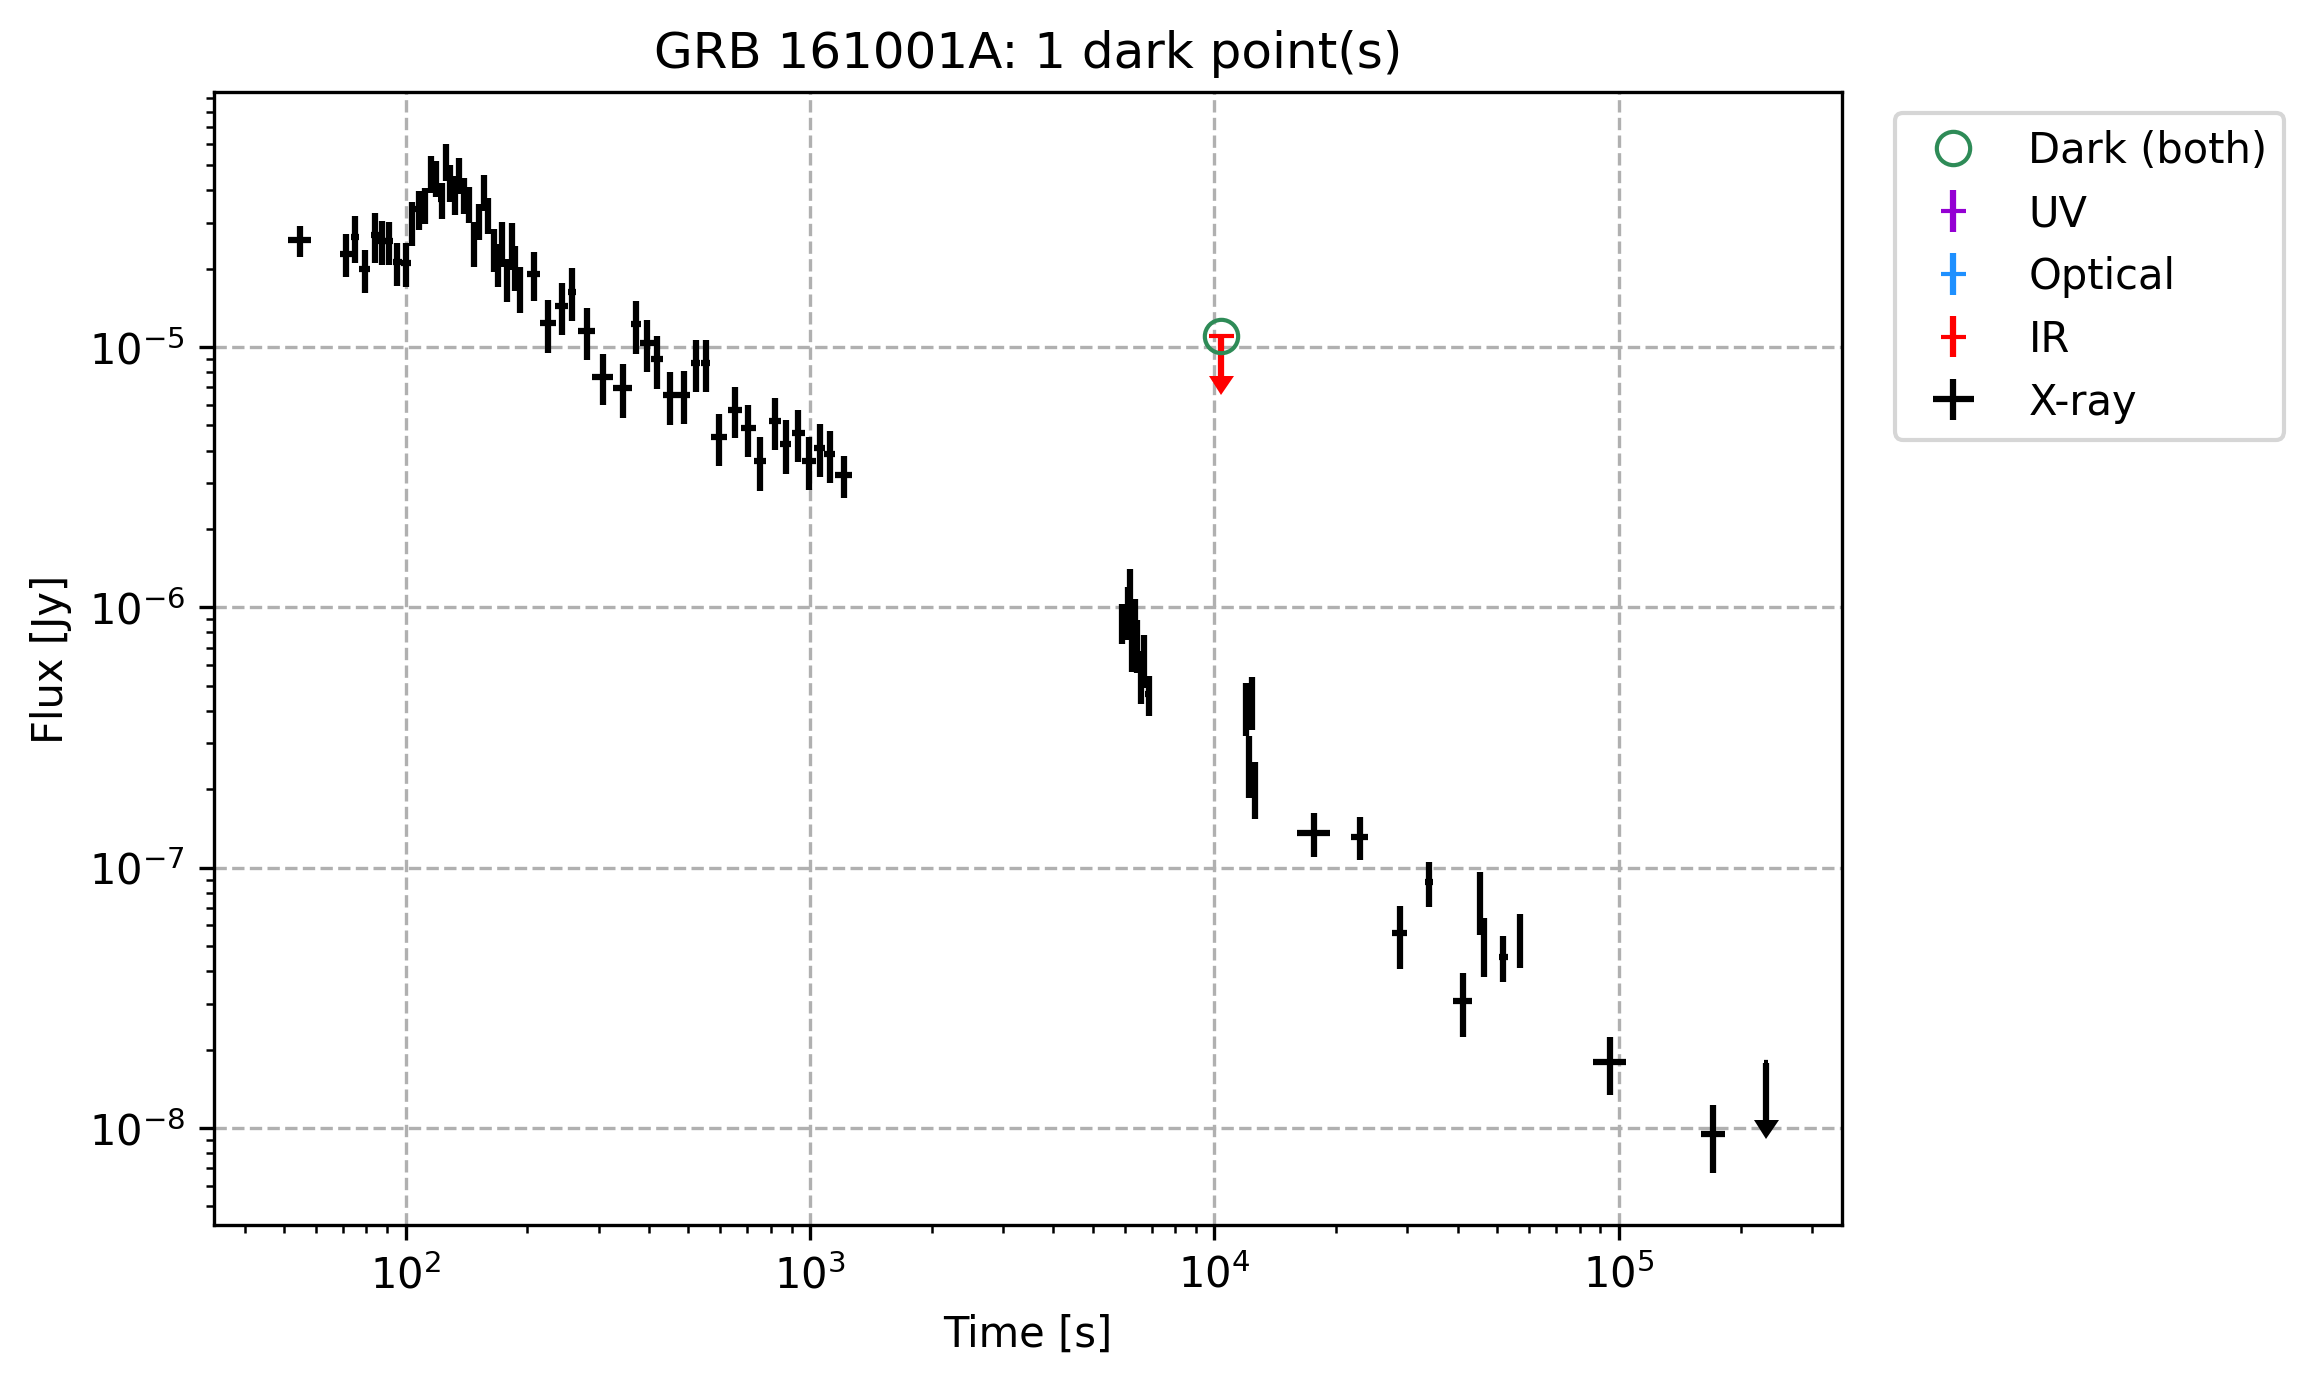 GRB 161001A: 1 dark point(s)
Dark (both)
UV
Optical
IR
X-ray
Flux [Jy]
10⁻⁵
10⁻⁶
10⁻⁷
10⁻⁸
10²
10³
10⁴
10⁵
Time [s]